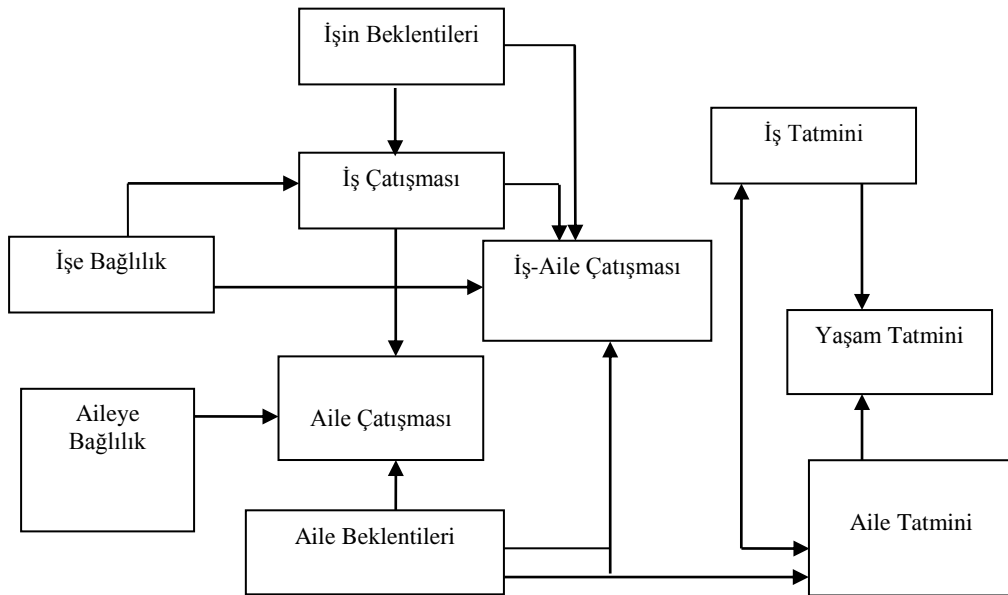 İşin Beklentileri
İş Tatmini
İş Çatışması
İşe Bağlılık
İş-Aile Çatışması
Yaşam Tatmini
Aileye
Bağlılık
Aile Çatışması
Aile Beklentileri
Aile Tatmini